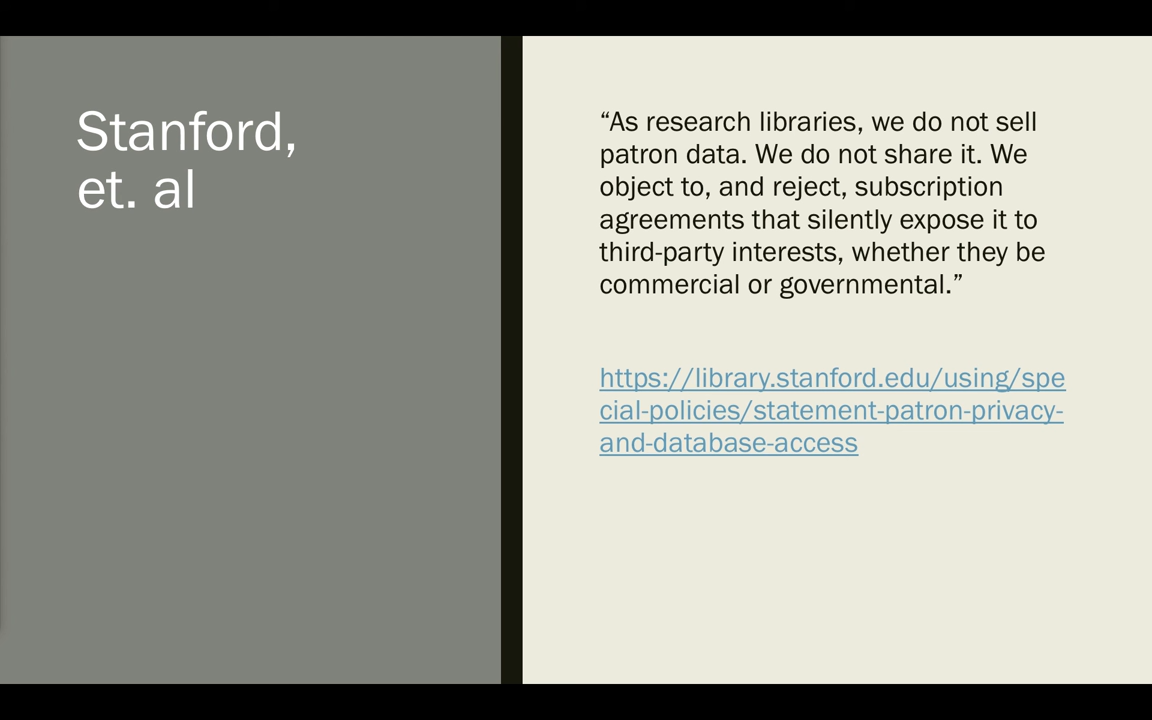 Stanford,
et. al
“As research libraries, we do not sell
patron data. We do not share it. We
object to, and reject, subscription
agreements that silently expose it to
third-party interests, whether they be
commercial or governmental.”
https://library.stanford.edu/using/spe
cial-policies/statement-patron-privacy-
and-database-access